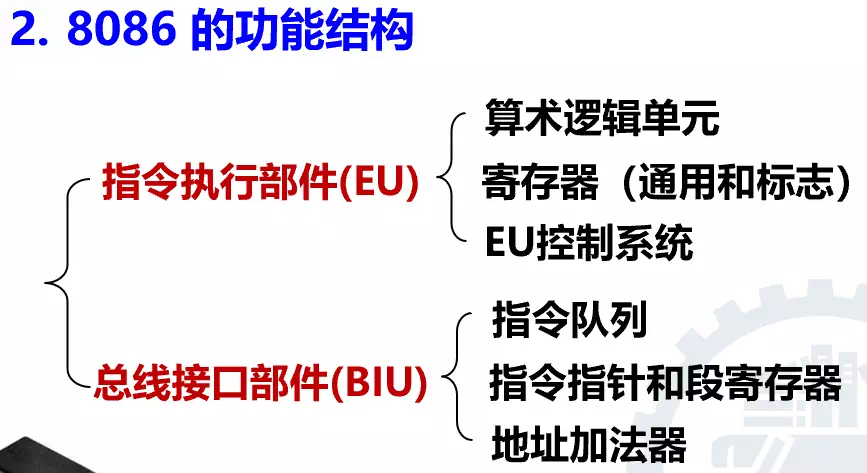 2. 8086 的功能结构
指令执行部件(EU)
算术逻辑单元
寄存器（通用和标志）
EU控制系统
总线接口部件(BIU)
指令队列
指令指针和段寄存器
地址加法器